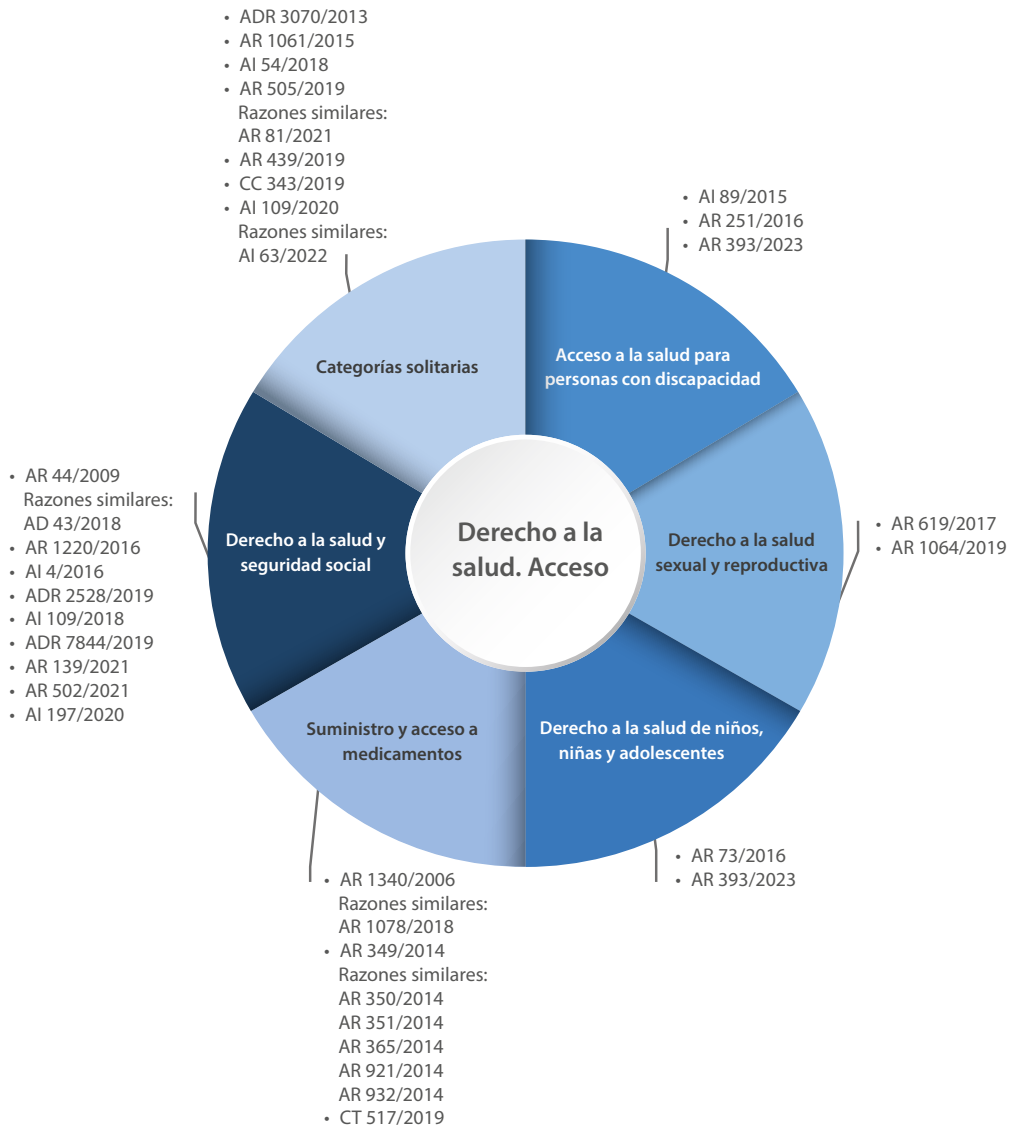 • ADR 3070/2013
• AR 1061/2015
• AI 54/2018
• AR 505/2019
Razones similares:
AR 81/2021
• AR 439/2019
• CC 343/2019
• AI 109/2020
Razones similares:
AI 63/2022
• AI 89/2015
• AR 251/2016
• AR 393/2023
Categorías solitarias
Acceso a la salud para
personas con discapacidad
• AR 44/2009
Razones similares:
AD 43/2018
• AR 1220/2016
• AI 4/2016
• ADR 2528/2019
• AI 109/2018
• ADR 7844/2019
• AR 139/2021
• AR 502/2021
• AI 197/2020
Derecho a la salud y
seguridad social
Derecho a la
salud. Acceso
Derecho a la salud
sexual y reproductiva
• AR 619/2017
• AR 1064/2019
Suministro y acceso a
medicamentos
Derecho a la salud de niños,
niñas y adolescentes
• AR 73/2016
• AR 393/2023
• AR 1340/2006
Razones similares:
AR 1078/2018
• AR 349/2014
Razones similares:
AR 350/2014
AR 351/2014
AR 365/2014
AR 921/2014
AR 932/2014
• CT 517/2019